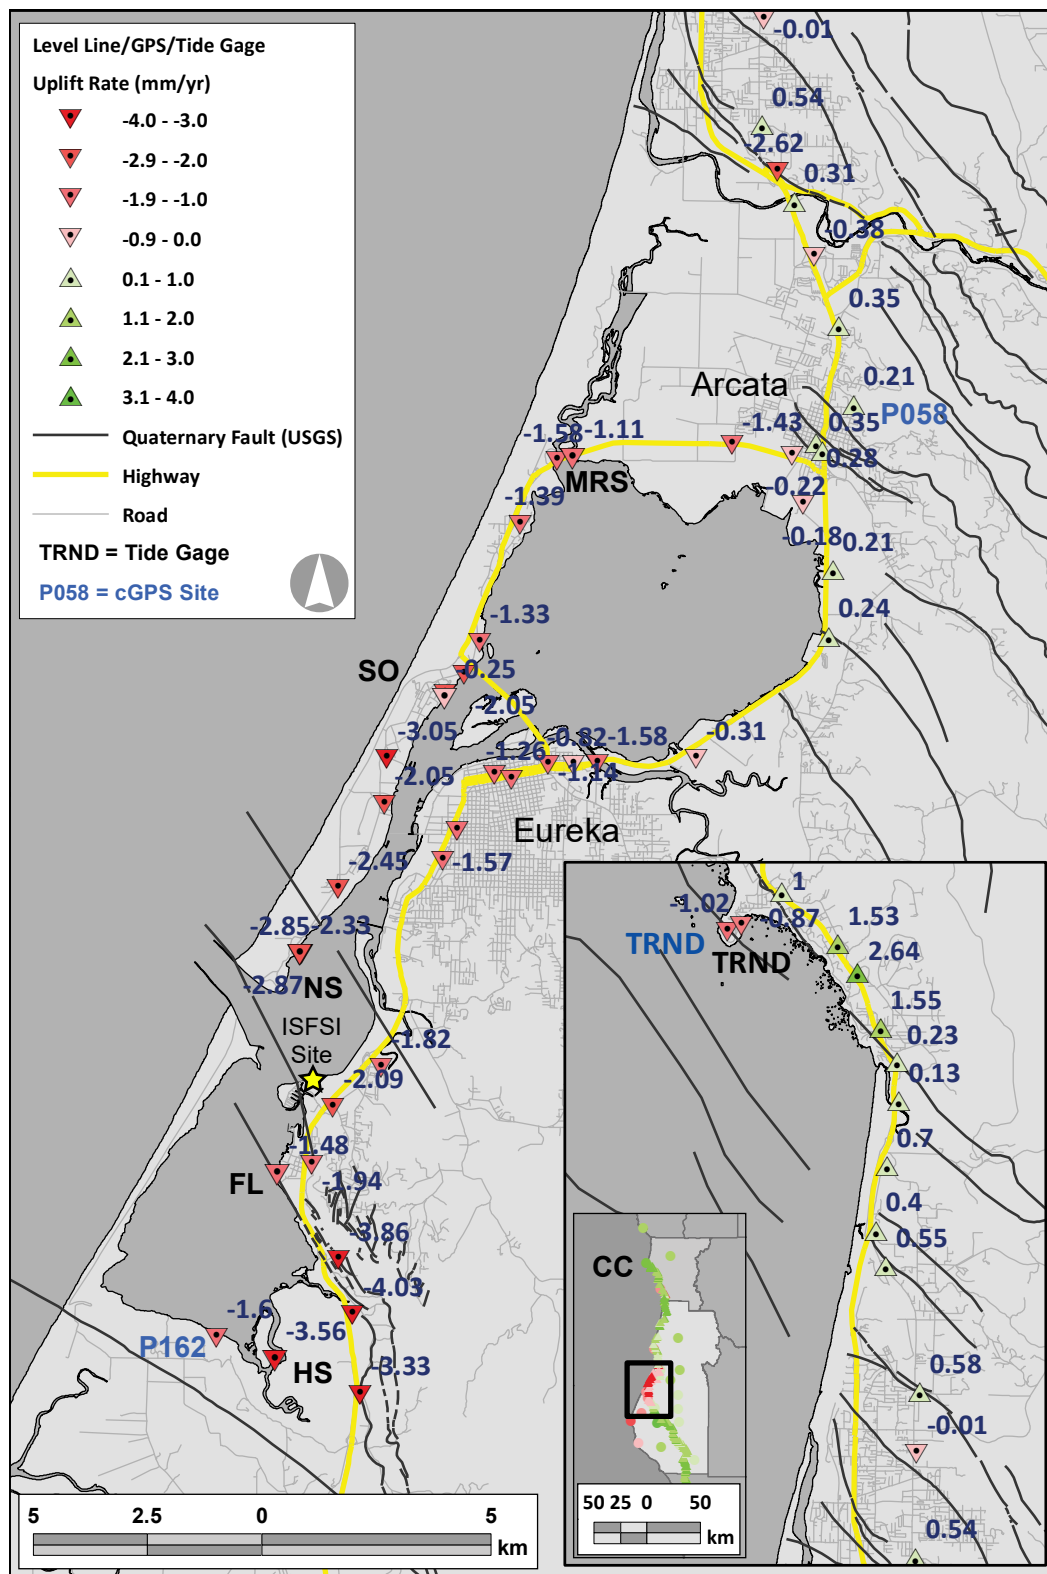 Level Line/GPS/Tide Gage
Uplift Rate (mm/yr)
-4.0 - -3.0
-2.9 - -2.0
-1.9 - -1.0
-0.9 - 0.0
0.1 - 1.0
1.1 - 2.0
2.1 - 3.0
3.1 - 4.0
Quaternary Fault (USGS)
Highway
Road
TRND = Tide Gage
P058 = cGPS Site
-0.01
0.54
-2.62
0.31
-0.38
0.35
0.21
P058
Arcata
0.35
-1.43
-1.58
-1.11
0.28
MRS
-0.22
-1.39
-0.18
0.21
0.24
-1.33
SO
-0.25
-2.05
-3.05
-0.82
-1.58
-0.31
-1.26
-1.14
-2.05
Eureka
-2.45
-1.57
-2.85
-2.33
-2.87
NS
ISFSI
Site
-1.82
-2.09
-1.48
FL
-1.94
-3.86
-4.03
-1.6
-3.56
P162
HS
-3.33
5
2.5
0
5
km
1
-1.02
-0.87
1.53
TRND
TRND
2.64
1.55
0.23
0.13
0.7
0.4
0.55
CC
0.58
-0.01
0.54
50 25 0 50
km